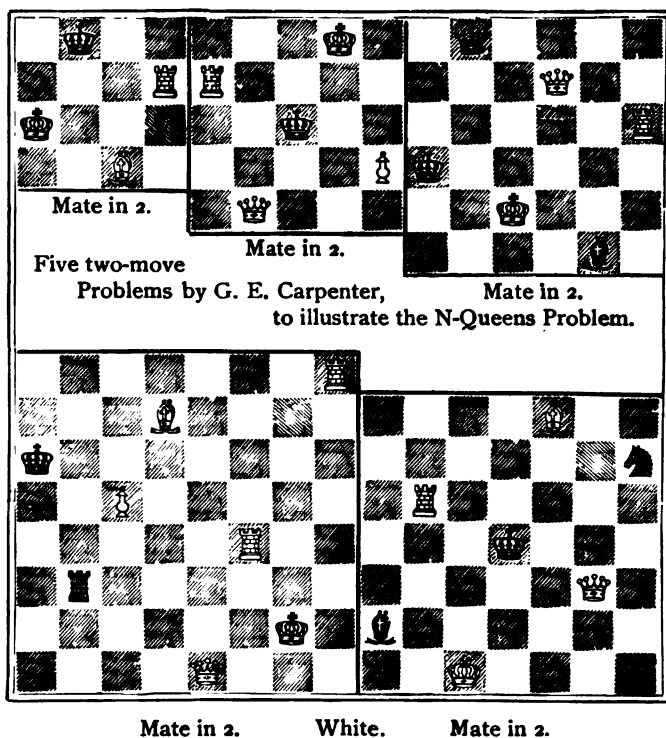 Mate in 2.
Mate in 2.
Five two-move
Mate in 2.
Problems by G. E. Carpenter,
to illustrate the N-Queens Problem.
Mate in 2.
White.
Mate in 2.